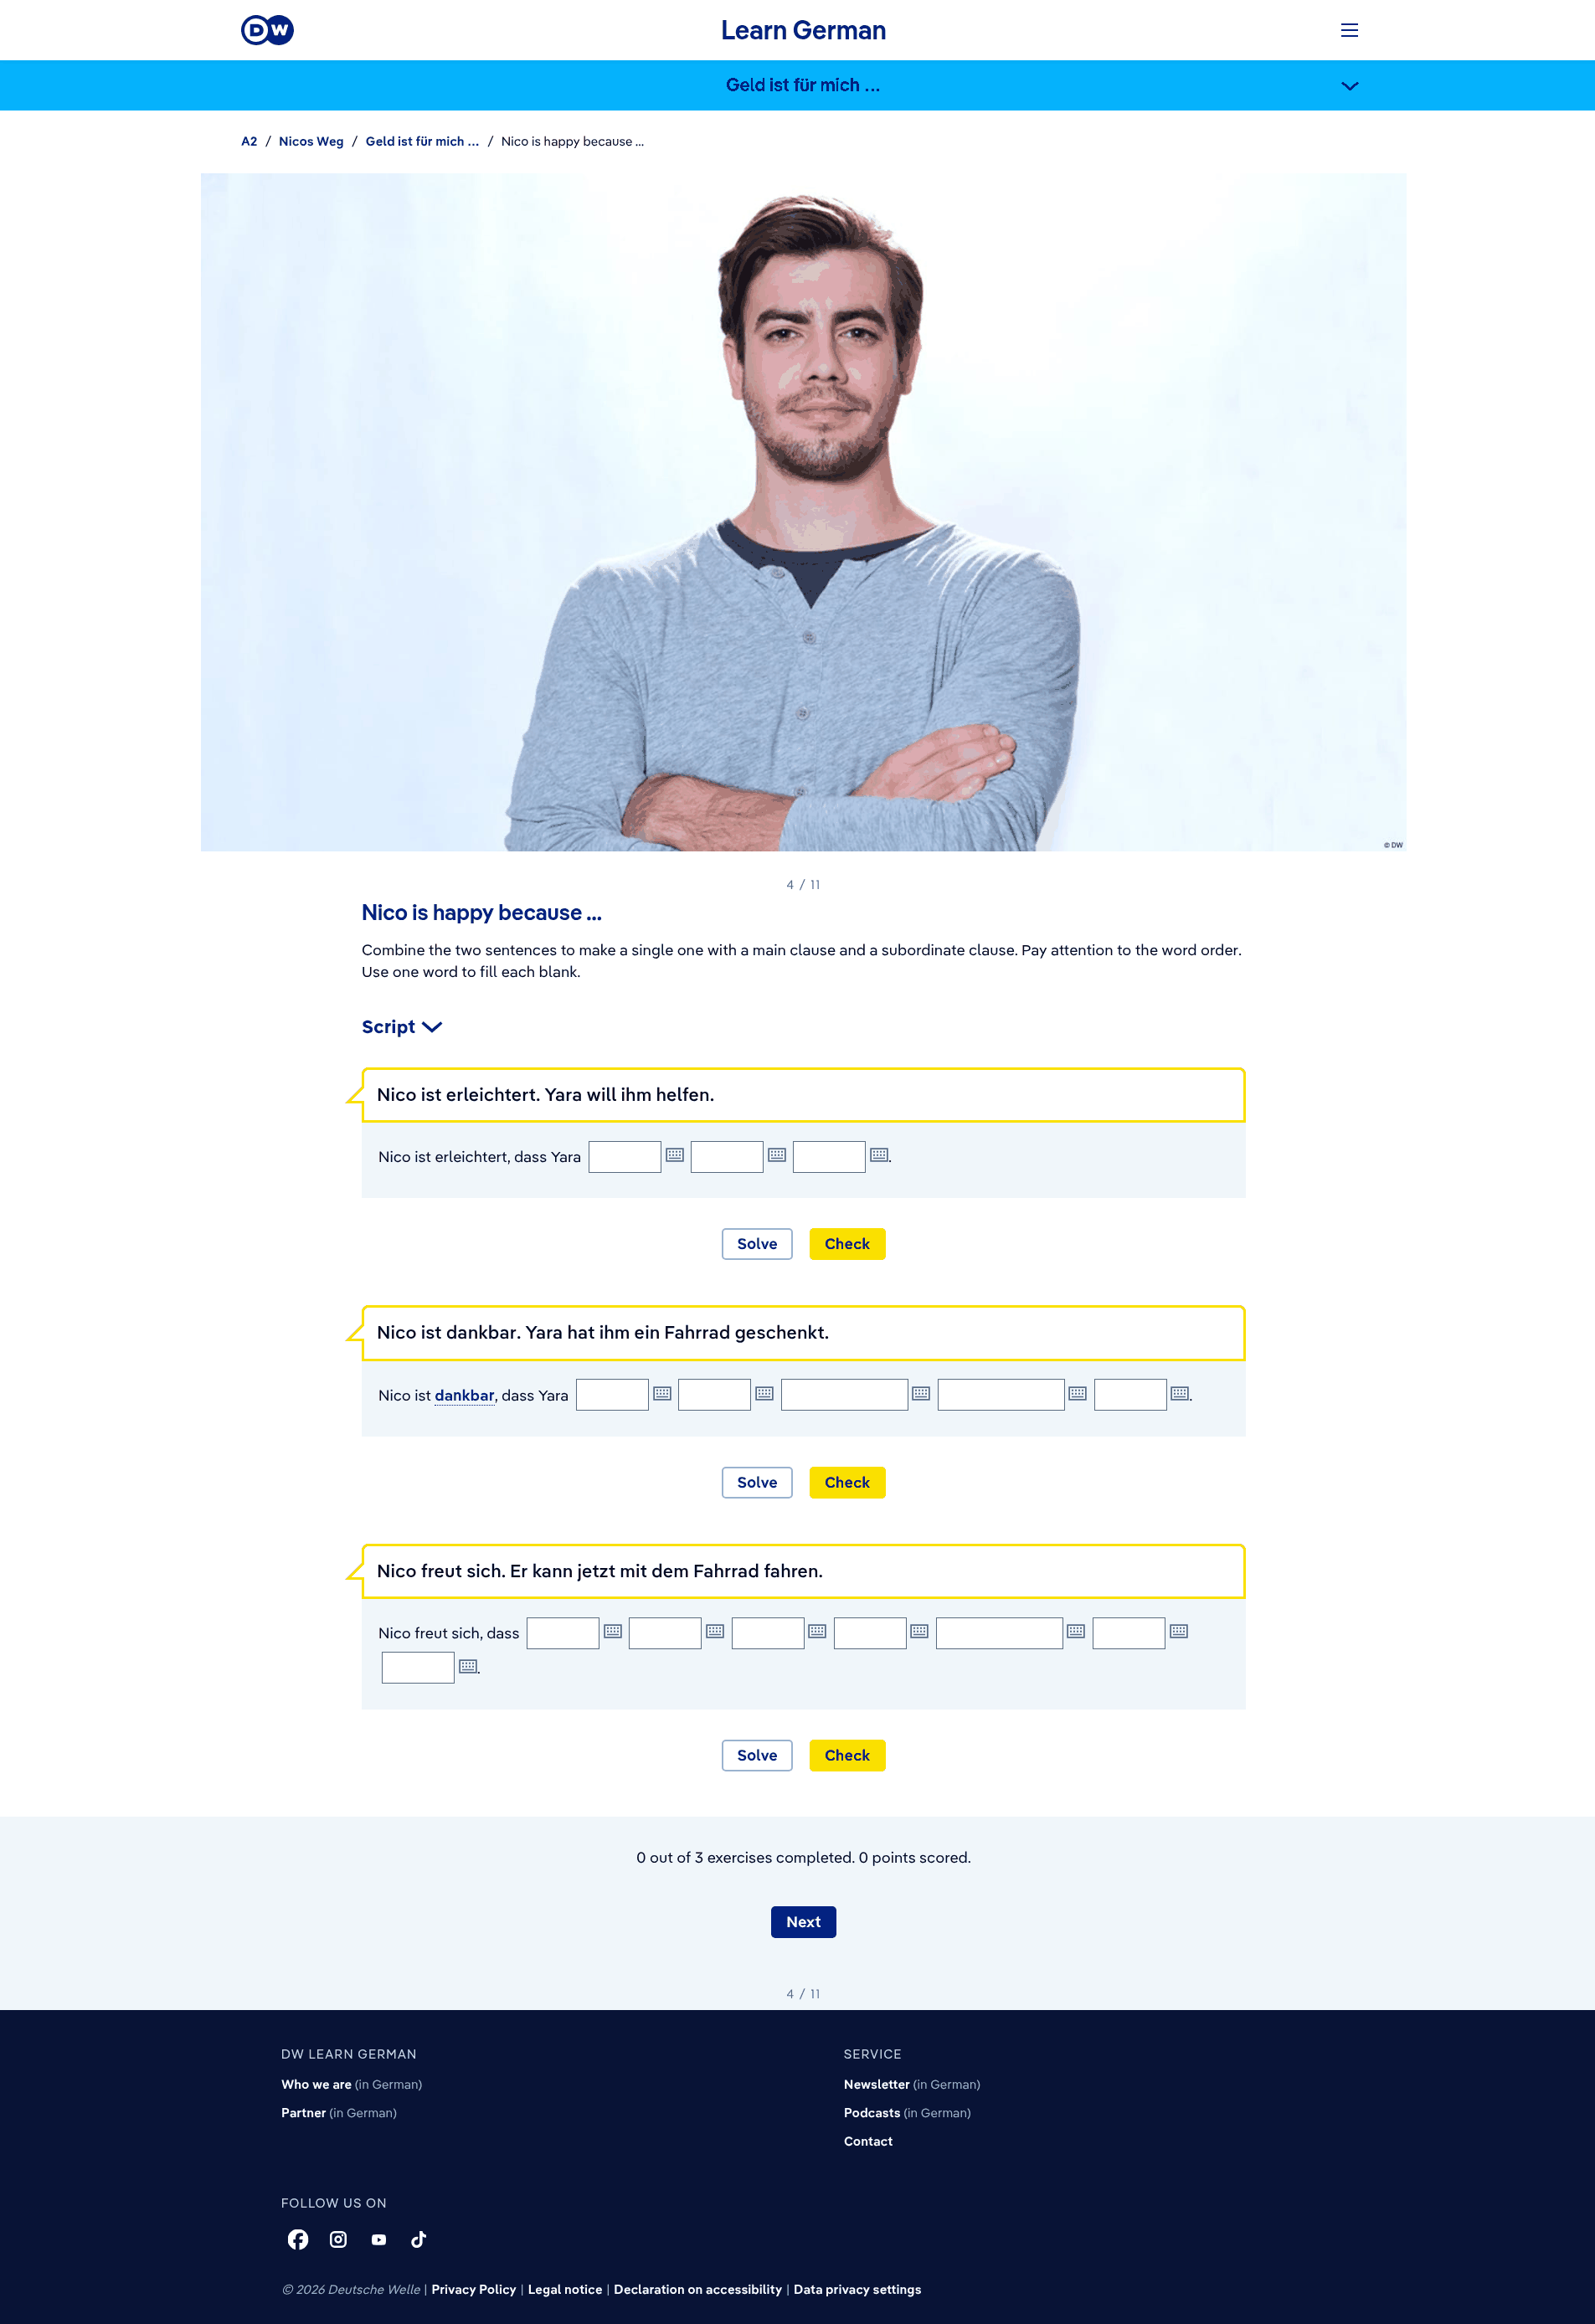 DW
Learn German
Geld ist für mich …
A2 / Nicos Weg / Geld ist für mich … / Nico is happy because …
© DW
4 / 11
Nico is happy because …
Combine the two sentences to make a single one with a main clause and a subordinate clause. Pay attention to the word order.
Use one word to fill each blank.
Script
Nico ist erleichtert. Yara will ihm helfen.
Nico ist erleichtert, dass Yara .
Solve Check
Nico ist dankbar. Yara hat ihm ein Fahrrad geschenkt.
Nico ist dankbar, dass Yara .
Solve Check
Nico freut sich. Er kann jetzt mit dem Fahrrad fahren.
Nico freut sich, dass
.
Solve Check
0 out of 3 exercises completed. 0 points scored.
Next
4 / 11
DW LEARN GERMAN
Who we are (in German)
Partner (in German)
SERVICE
Newsletter (in German)
Podcasts (in German)
Contact
FOLLOW US ON
© 2026 Deutsche Welle | Privacy Policy | Legal notice | Declaration on accessibility | Data privacy settings